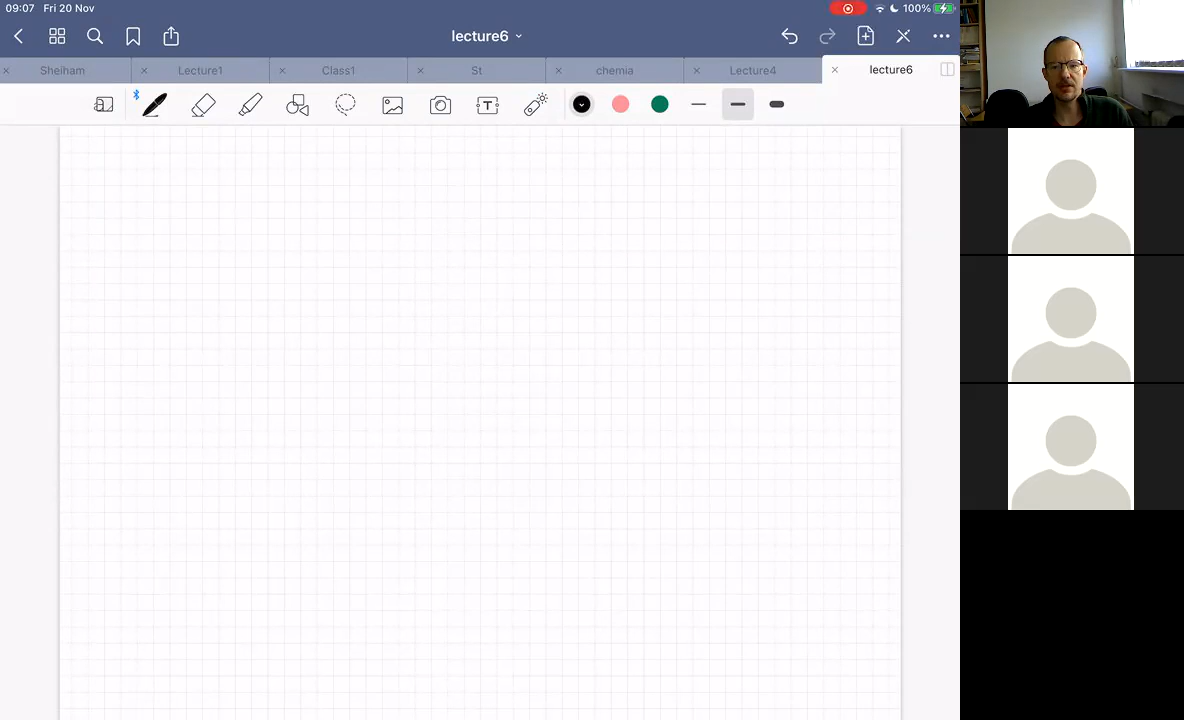 09:07 Fri 20 Nov
100%
lecture6
Sheiham
Lecture1
Class1
St
chemia
Lecture4
lecture6
T